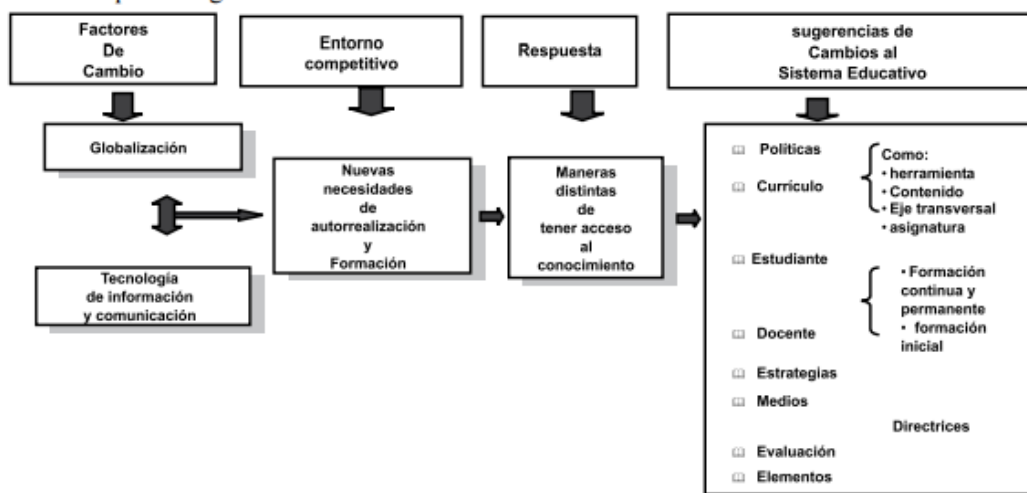 Factores
De
Cambio
Entorno
competitivo
Respuesta
sugerencias de
Cambios al
Sistema Educativo
Globalización
Tecnología
de información
y comunicación
Nuevas
necesidades
de
autorrealización
y
Formación
Maneras
distintas
de
tener acceso
al
conocimiento
Políticas
Currículo
Como:
• herramienta
• Contenido
• Eje transversal
• asignatura
Estudiante
• Formación
continua y
permanente
• formación
inicial
Docente
Estrategias
Medios
Directrices
Evaluación
Elementos